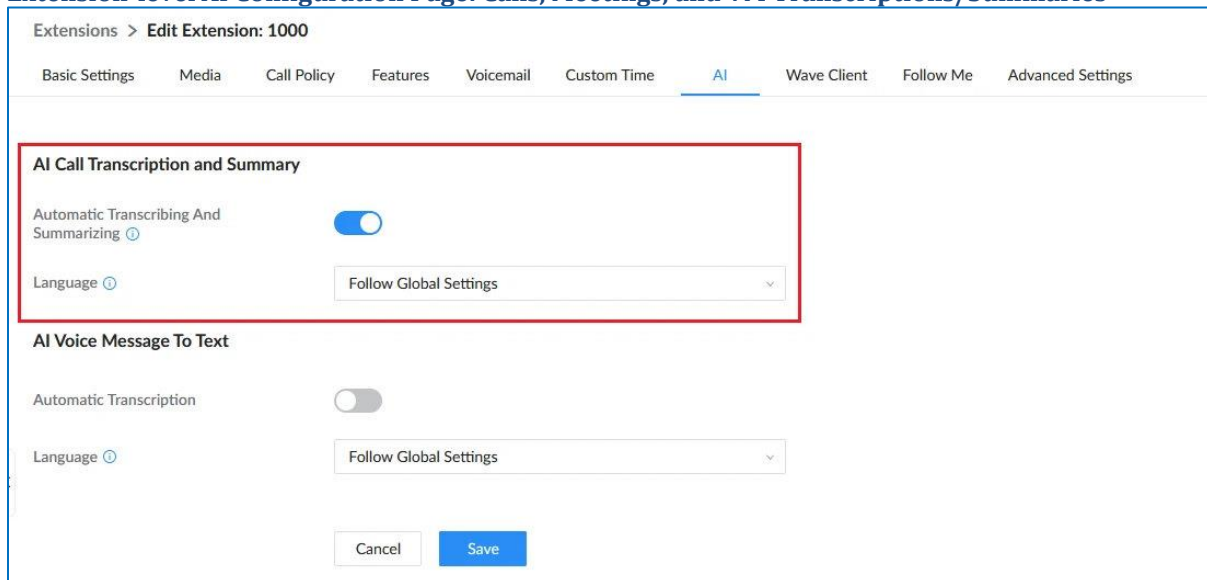 Extension-level AI Configuration Page: Calls, Meetings, and VM Transcriptions/Summaries
Extensions > Edit Extension: 1000
Basic Settings Media Call Policy Features Voicemail Custom Time AI Wave Client Follow Me Advanced Settings
AI Call Transcription and Summary
Automatic Transcribing And
Summarizing
Language Follow Global Settings
AI Voice Message To Text
Automatic Transcription
Language Follow Global Settings
Cancel Save